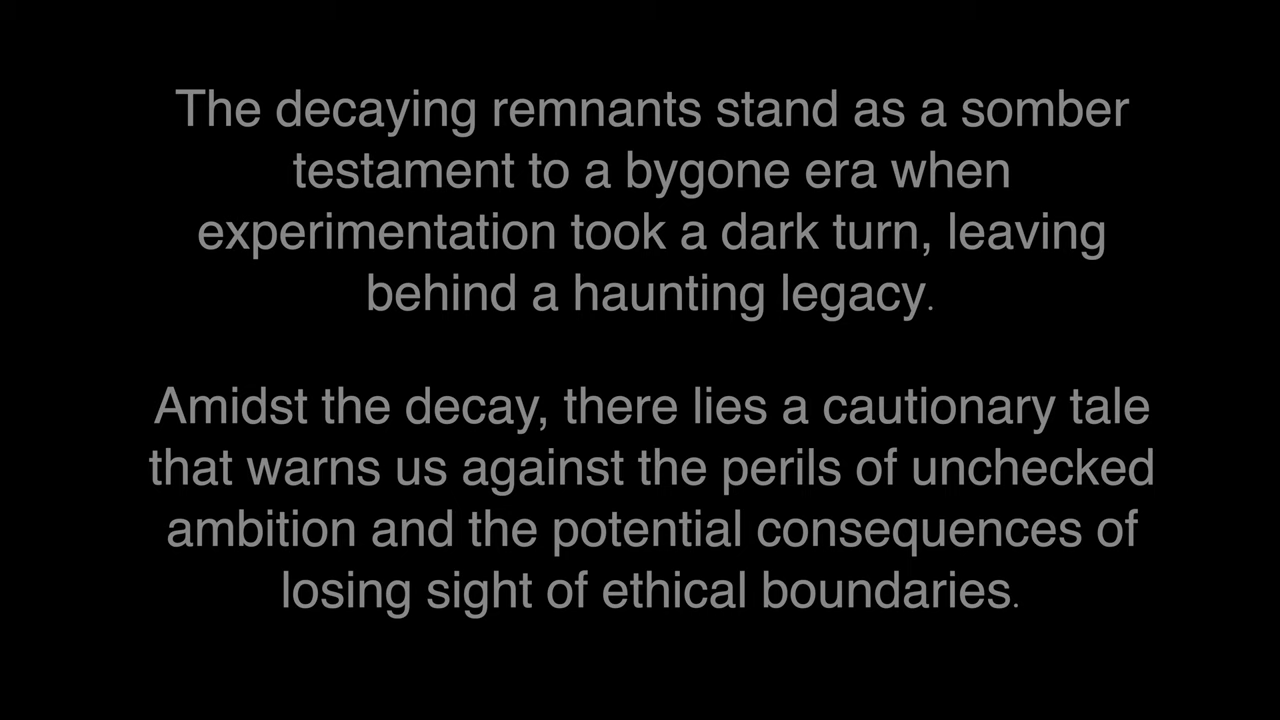 The decaying remnants stand as a somber
testament to a bygone era when
experimentation took a dark turn, leaving
behind a haunting legacy.
Amidst the decay, there lies a cautionary tale
that warns us against the perils of unchecked
ambition and the potential consequences of
losing sight of ethical boundaries.